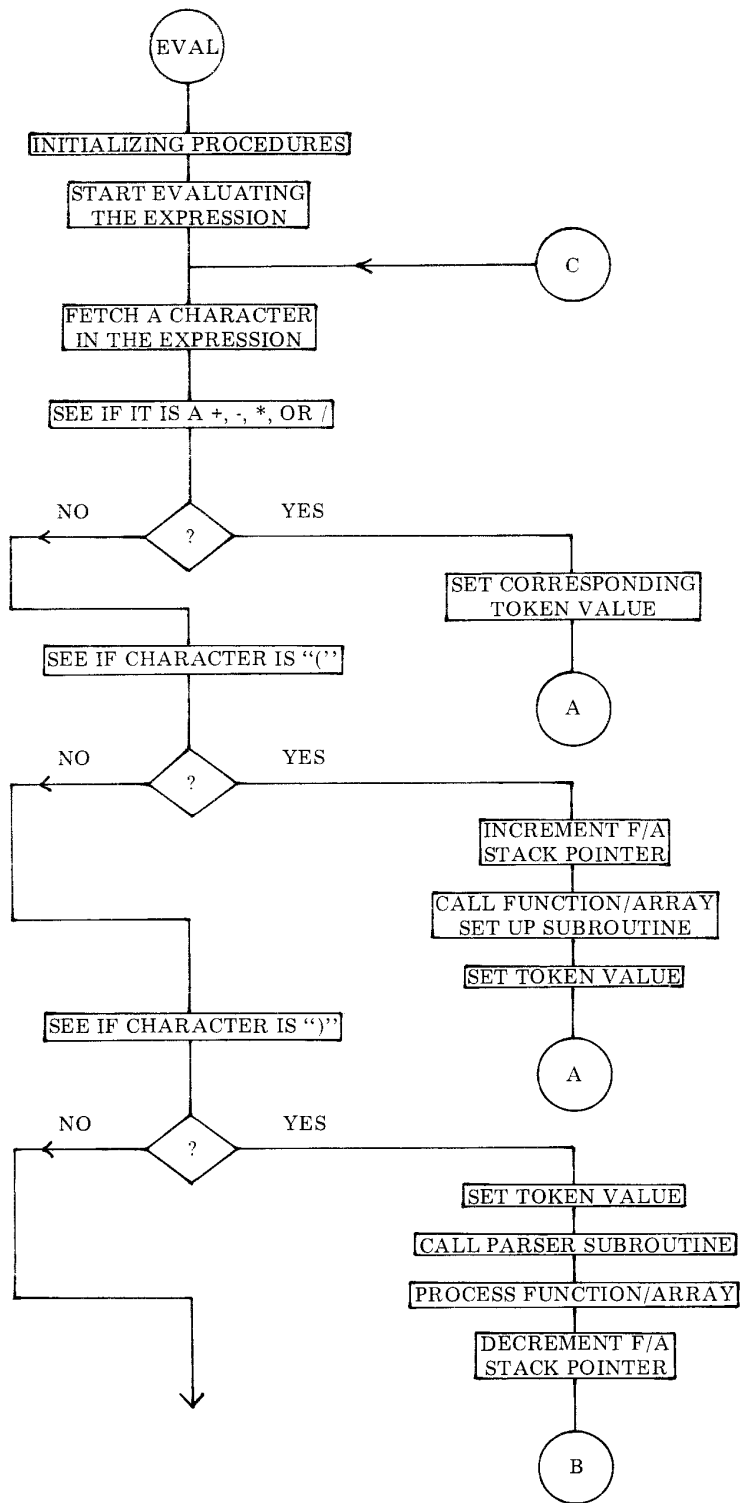 EVAL
INITIALIZING PROCEDURES
START EVALUATING
THE EXPRESSION
C
FETCH A CHARACTER
IN THE EXPRESSION
SEE IF IT IS A +, -, *, OR /
NO
?
YES
SET CORRESPONDING
TOKEN VALUE
A
SEE IF CHARACTER IS “(”
NO
?
YES
INCREMENT F/A
STACK POINTER
CALL FUNCTION/ARRAY
SET UP SUBROUTINE
SET TOKEN VALUE
A
SEE IF CHARACTER IS “)”
NO
?
YES
SET TOKEN VALUE
CALL PARSER SUBROUTINE
PROCESS FUNCTION/ARRAY
DECREMENT F/A
STACK POINTER
B